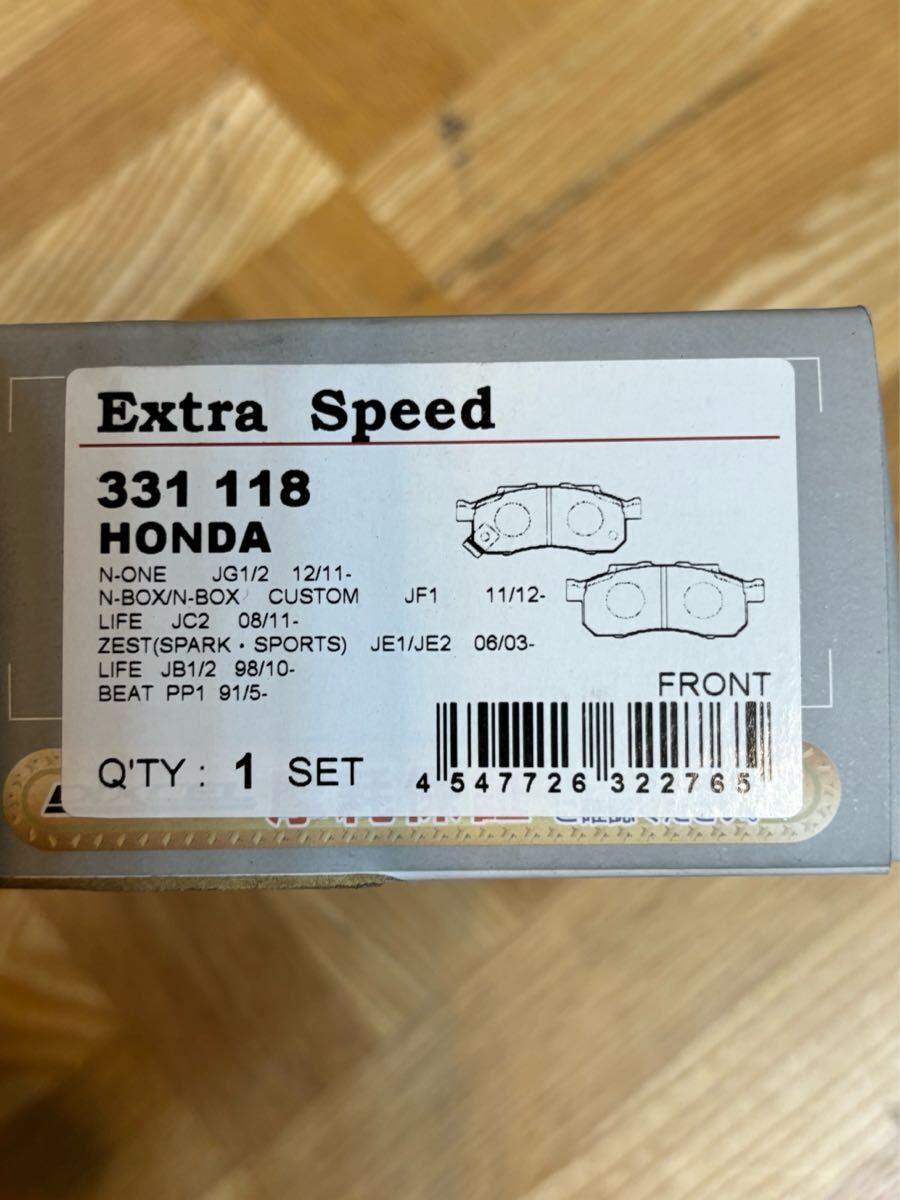 Extra Speed
331 118
HONDA
N-ONE JG1/2 12/11-
N-BOX/N-BOX CUSTOM JF1 11/12-
LIFE JC2 08/11-
ZEST(SPARK・SPORTS) JE1/JE2 06/03-
LIFE JB1/2 98/10-
BEAT PP1 91/5-
FRONT
Q'TY : 1 SET
4 547726 322765